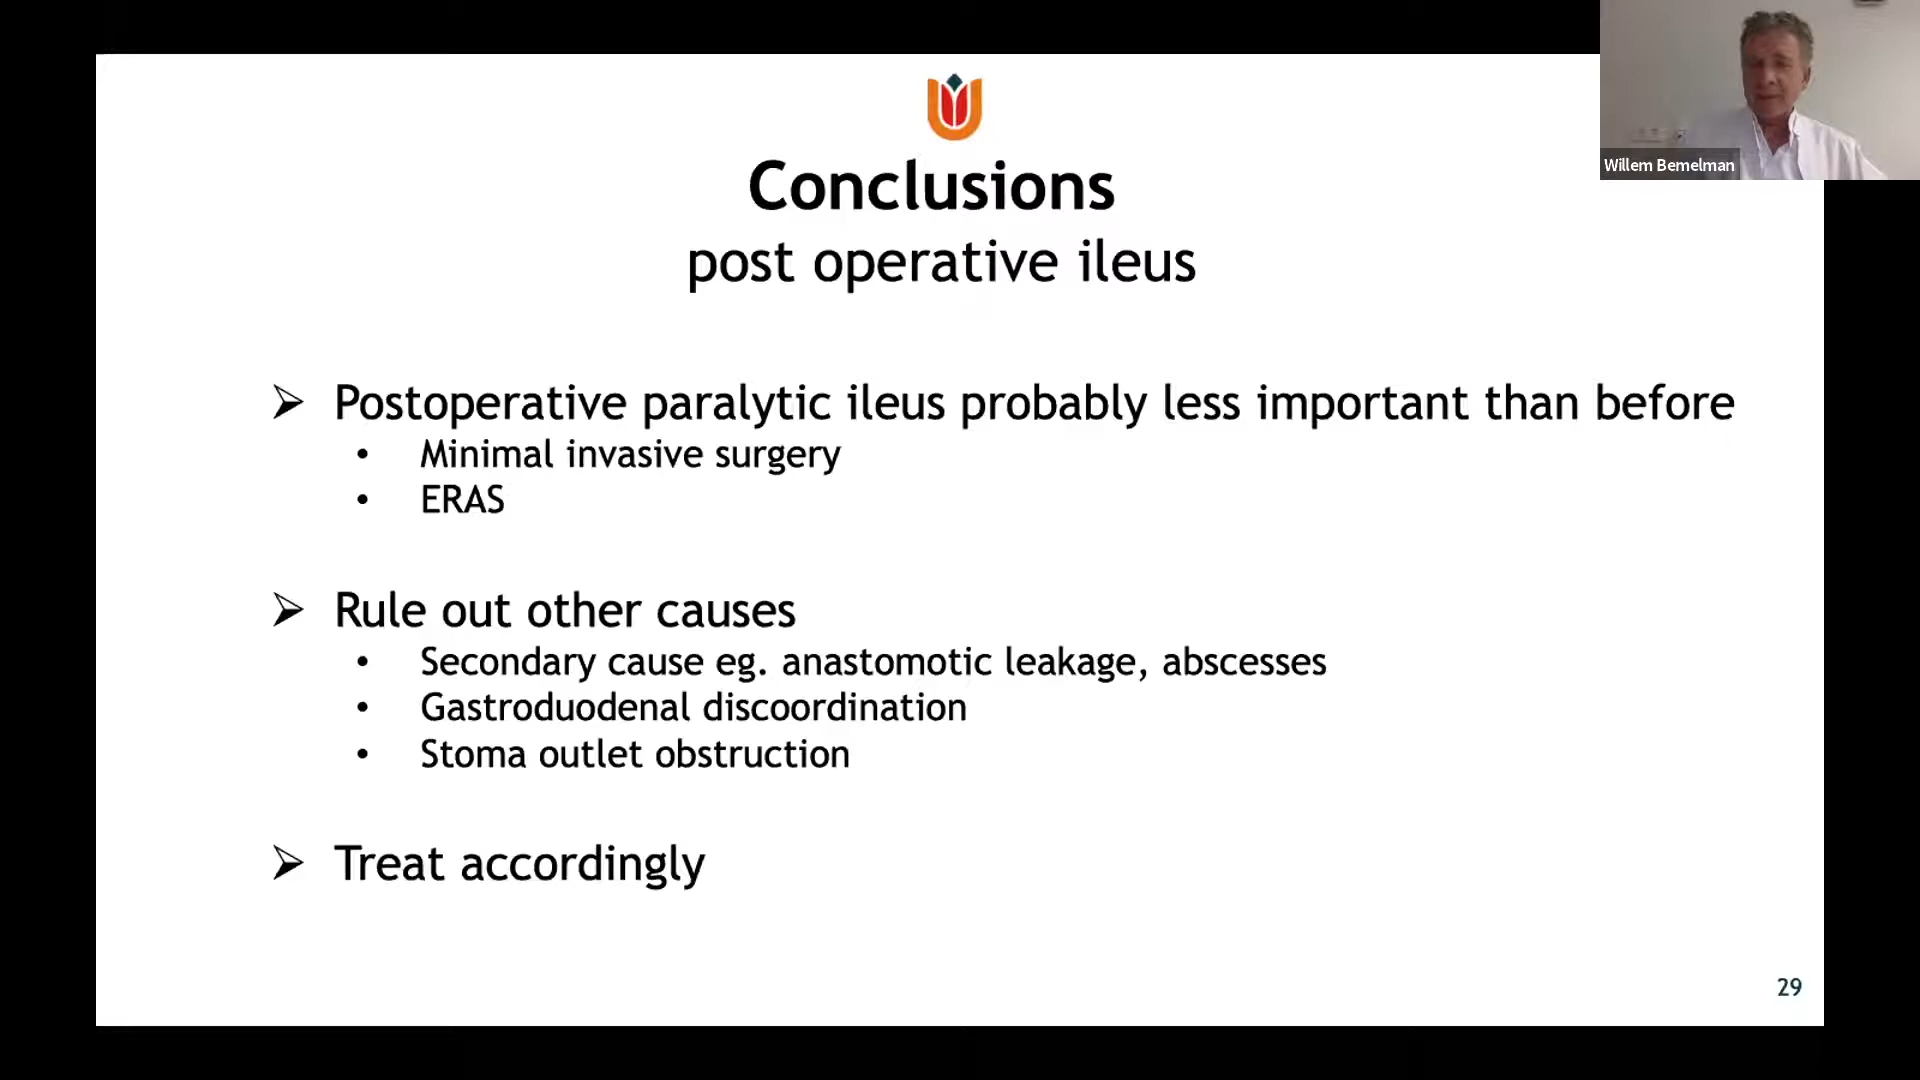 Willem Bemelman
Conclusions
post operative ileus
➢ Postoperative paralytic ileus probably less important than before
• Minimal invasive surgery
• ERAS
➢ Rule out other causes
• Secondary cause eg. anastomotic leakage, abscesses
• Gastroduodenal discoordination
• Stoma outlet obstruction
➢ Treat accordingly
29